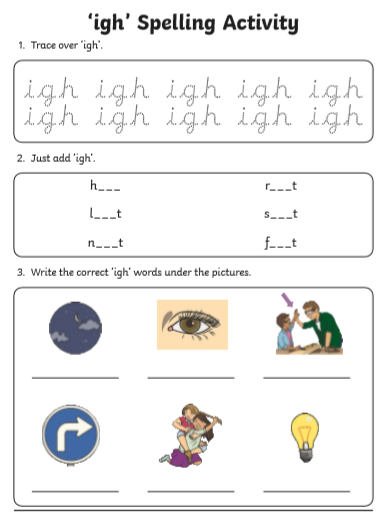 ‘igh’ Spelling Activity
1. Trace over ‘igh’.
igh igh igh igh igh
igh igh igh igh igh
2. Just add ‘igh’.
h___ r___t
l___t s___t
n___t f___t
3. Write the correct ‘igh’ words under the pictures.